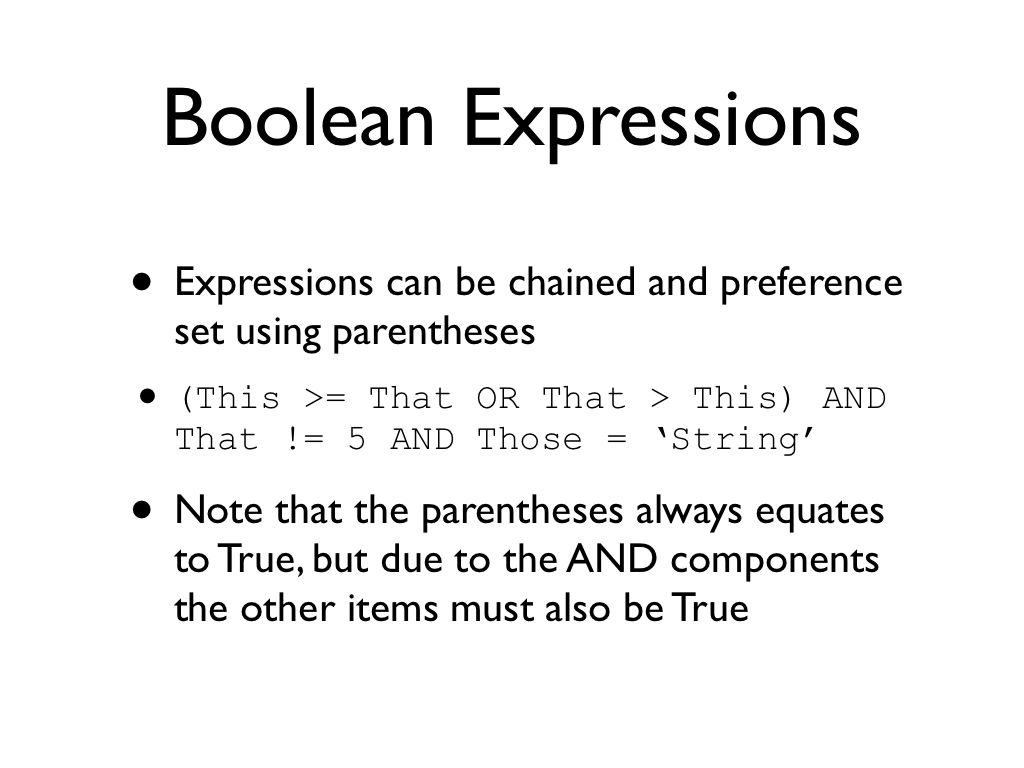 Boolean Expressions
• Expressions can be chained and preference
set using parentheses
• (This >= That OR That > This) AND
That != 5 AND Those = ‘String’
• Note that the parentheses always equates
to True, but due to the AND components
the other items must also be True